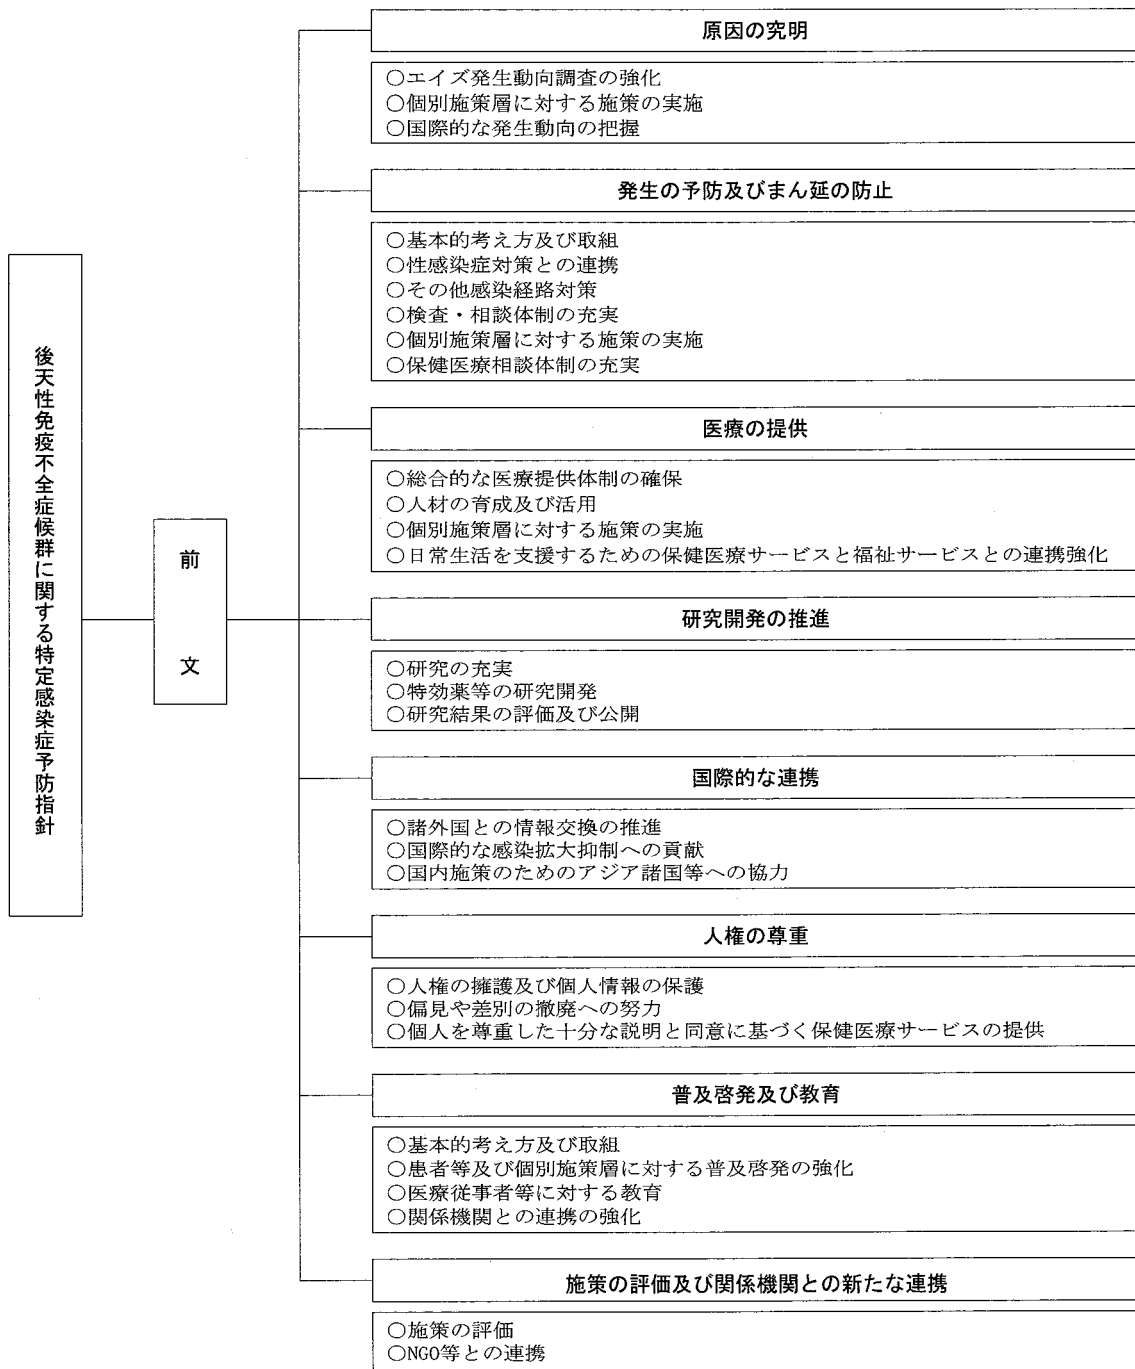 後天性免疫不全症候群に関する特定感染症予防指針
前文
原因の究明
○エイズ発生動向調査の強化
○個別施策層に対する施策の実施
○国際的な発生動向の把握
発生の予防及びまん延の防止
○基本的考え方及び取組
○性感染症対策との連携
○その他感染経路対策
○検査・相談体制の充実
○個別施策層に対する施策の実施
○保健医療相談体制の充実
医療の提供
○総合的な医療提供体制の確保
○人材の育成及び活用
○個別施策層に対する施策の実施
○日常生活を支援するための保健医療サービスと福祉サービスとの連携強化
研究開発の推進
○研究の充実
○特効薬等の研究開発
○研究結果の評価及び公開
国際的な連携
○諸外国との情報交換の推進
○国際的な感染拡大抑制への貢献
○国内施策のためのアジア諸国等への協力
人権の尊重
○人権の擁護及び個人情報の保護
○偏見や差別の撤廃への努力
○個人を尊重した十分な説明と同意に基づく保健医療サービスの提供
普及啓発及び教育
○基本的考え方及び取組
○患者等及び個別施策層に対する普及啓発の強化
○医療従事者等に対する教育
○関係機関との連携の強化
施策の評価及び関係機関との新たな連携
○施策の評価
○NGO等との連携